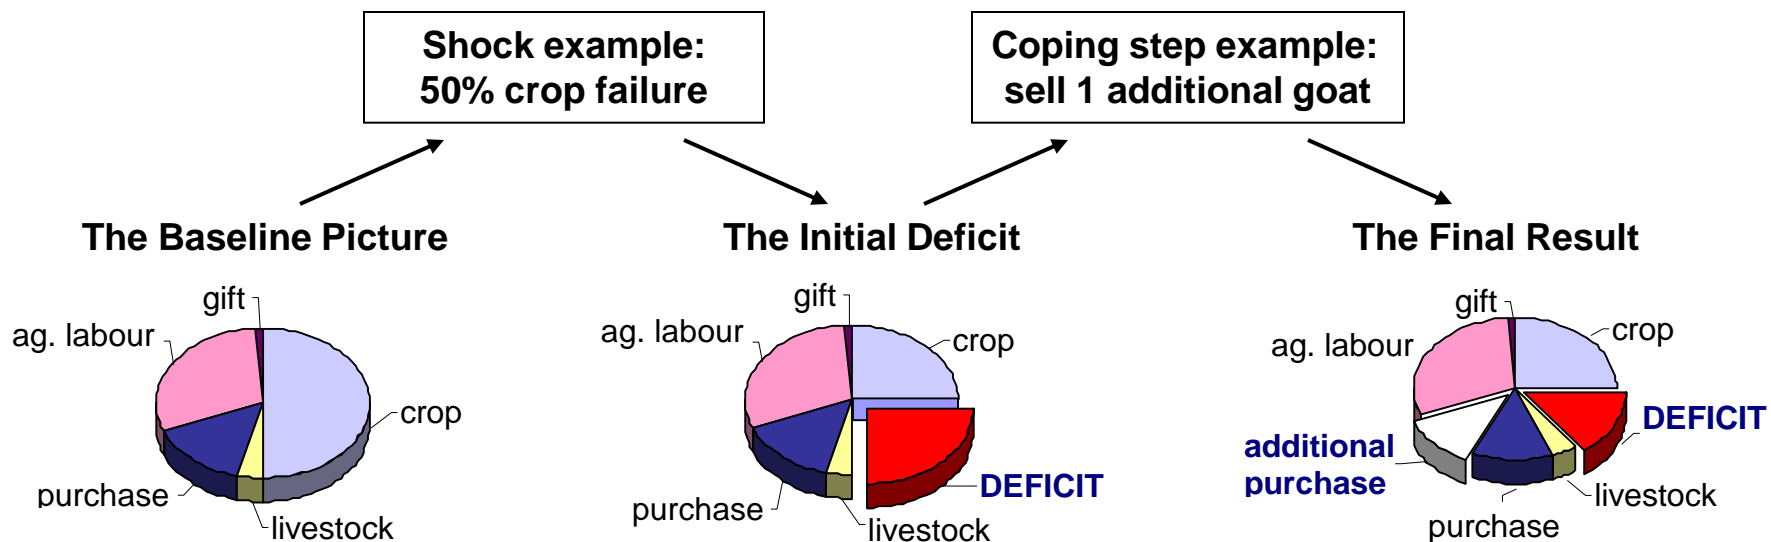 Shock example:
50% crop failure
Coping step example:
sell 1 additional goat
The Baseline Picture
gift
ag. labour
crop
purchase
livestock
The Initial Deficit
gift
ag. labour
crop
DEFICIT
purchase
livestock
The Final Result
gift
ag. labour
crop
DEFICIT
additional
purchase
livestock
purchase